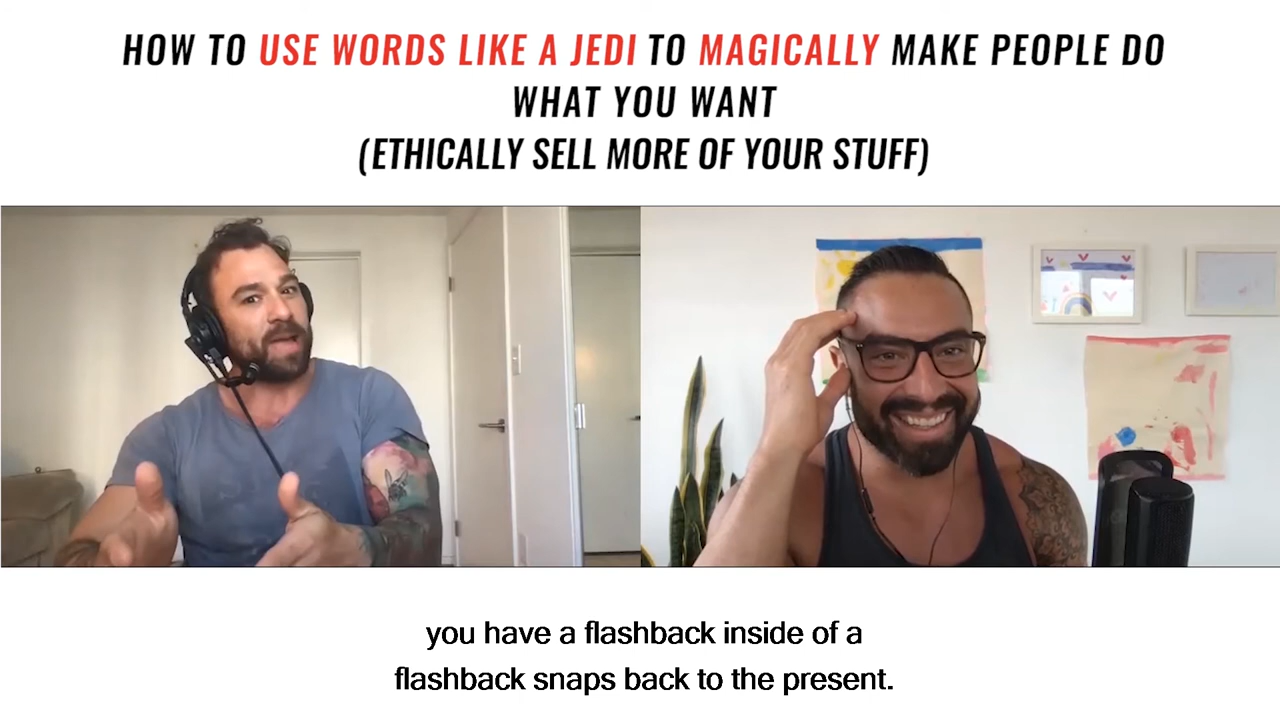 HOW TO USE WORDS LIKE A JEDI TO MAGICALLY MAKE PEOPLE DO
WHAT YOU WANT
(ETHICALLY SELL MORE OF YOUR STUFF)
you have a flashback inside of a
flashback snaps back to the present.